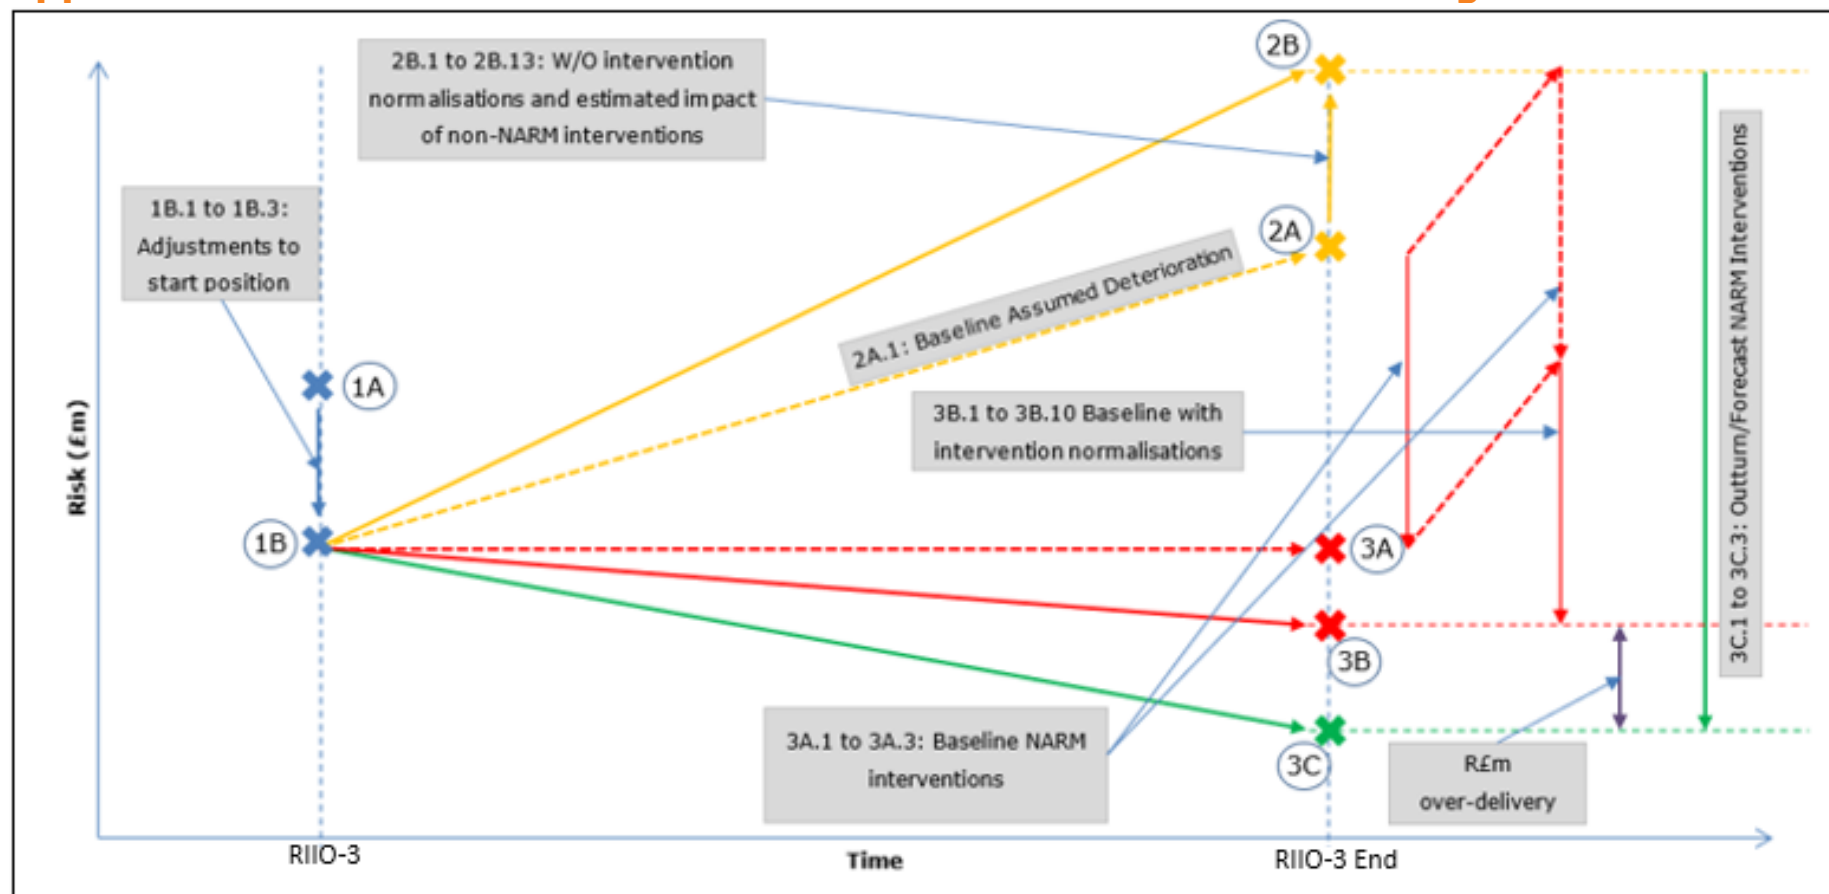 2B.1 to 2B.13: W/O intervention
normalisations and estimated impact
of non-NARM interventions
2B
1B.1 to 1B.3:
Adjustments to
start position
2A
2A.1: Baseline Assumed Deterioration
1A
3B.1 to 3B.10 Baseline with
intervention normalisations
3C.1 to 3C.3: Outturn/Forecast NARM Interventions
Risk (£m)
1B
3A
3B
3A.1 to 3A.3: Baseline NARM
interventions
3C
R£m
over-delivery
RIIO-3
Time
RIIO-3 End